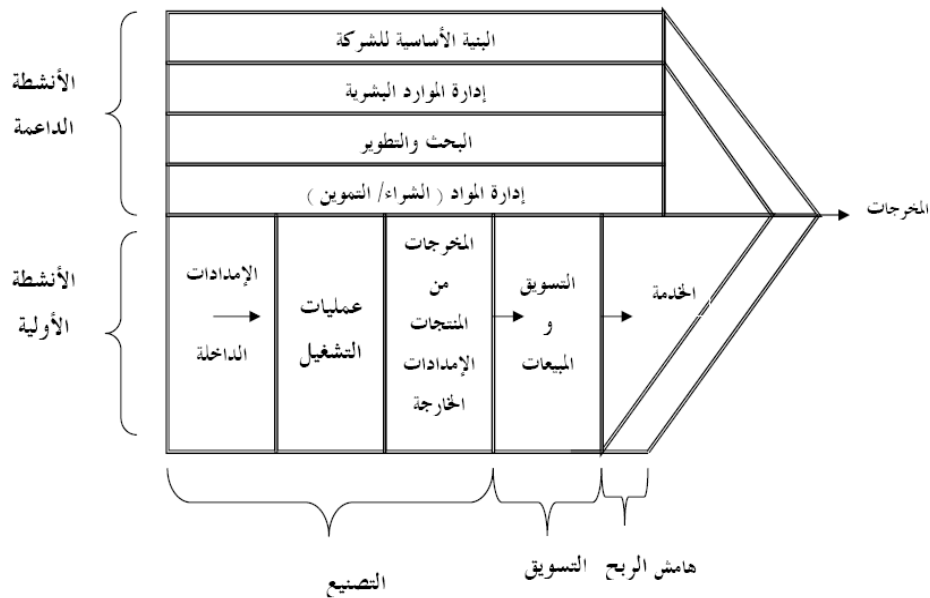 البنية الأساسية للشركة
إدارة الموارد البشرية
البحث والتطوير
إدارة المواد ( الشراء/ التموين )
الأنشطة
الداعمة
المخرجات
الأنشطة
الأولية
الإمدادات
الداخلة
عمليات
التشغيل
المخرجات
من
المنتجات
الإمدادات
الخارجة
التسويق
و
المبيعات
الخدمة
هامش الربح
التسويق
التصنيع